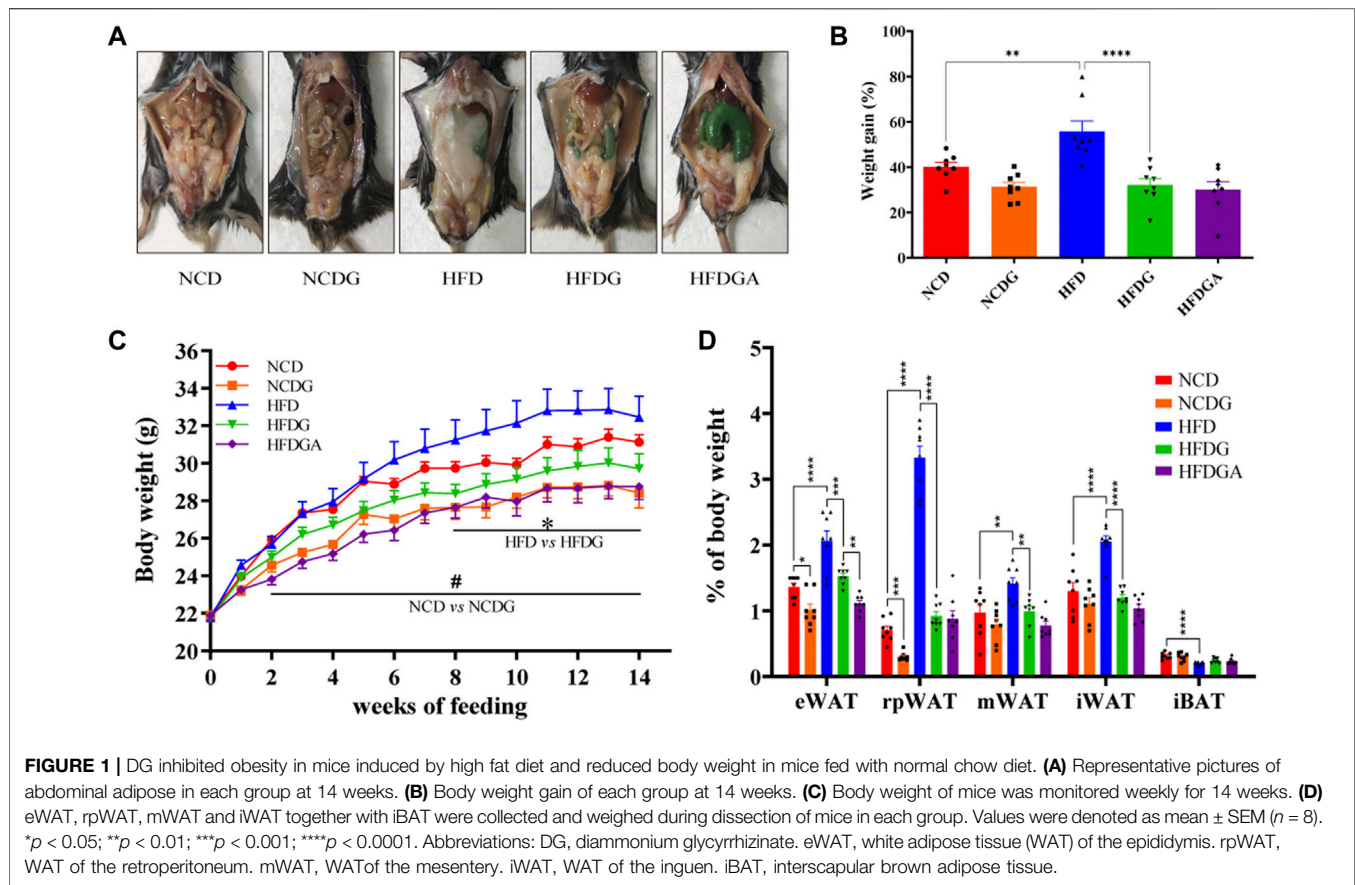 A
NCD
NCDG
HFD
HFDG
HFDGA
B
Weight gain (%)
100
80
60
40
20
0
**
****
NCD
NCDG
HFD
HFDG
HFDGA
C
Body weight (g)
36
34
32
30
28
26
24
22
20
NCD
NCDG
HFD
HFDG
HFDGA
*
HFD vs HFDG
#
NCD vs NCDG
0 2 4 6 8 10 12 14
weeks of feeding
D
% of body weight
5
4
3
2
1
0
NCD
NCDG
HFD
HFDG
HFDGA
****
*
***
**
****
***
****
**
**
****
****
****
eWAT rpWAT mWAT iWAT iBAT
FIGURE 1 | DG inhibited obesity in mice induced by high fat diet and reduced body weight in mice fed with normal chow diet. (A) Representative pictures of
abdominal adipose in each group at 14 weeks. (B) Body weight gain of each group at 14 weeks. (C) Body weight of mice was monitored weekly for 14 weeks. (D)
eWAT, rpWAT, mWAT and iWAT together with iBAT were collected and weighed during dissection of mice in each group. Values were denoted as mean ± SEM (n = 8).
*p < 0.05; **p < 0.01; ***p < 0.001; ****p < 0.0001. Abbreviations: DG, diammonium glycyrrhizinate. eWAT, white adipose tissue (WAT) of the epididymis. rpWAT,
WAT of the retroperitoneum. mWAT, WATof the mesentery. iWAT, WAT of the inguen. iBAT, interscapular brown adipose tissue.